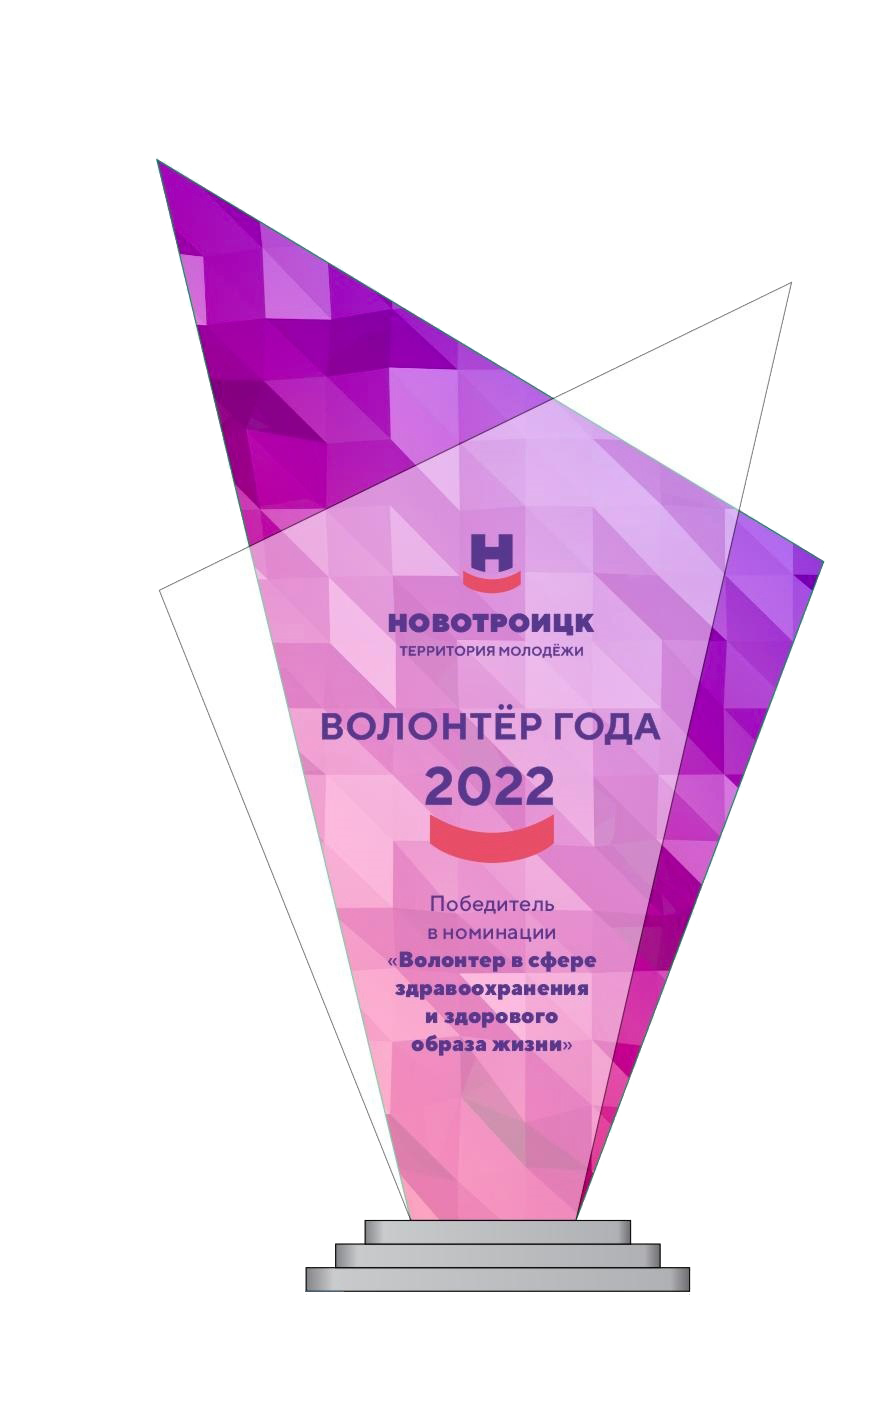 Н
НОВОТРОИЦК
ТЕРРИТОРИЯ МОЛОДЁЖИ
ВОЛОНТЁР ГОДА
2022
Победитель
в номинации
«Волонтер в сфере
здравоохранения
и здорового
образа жизни»